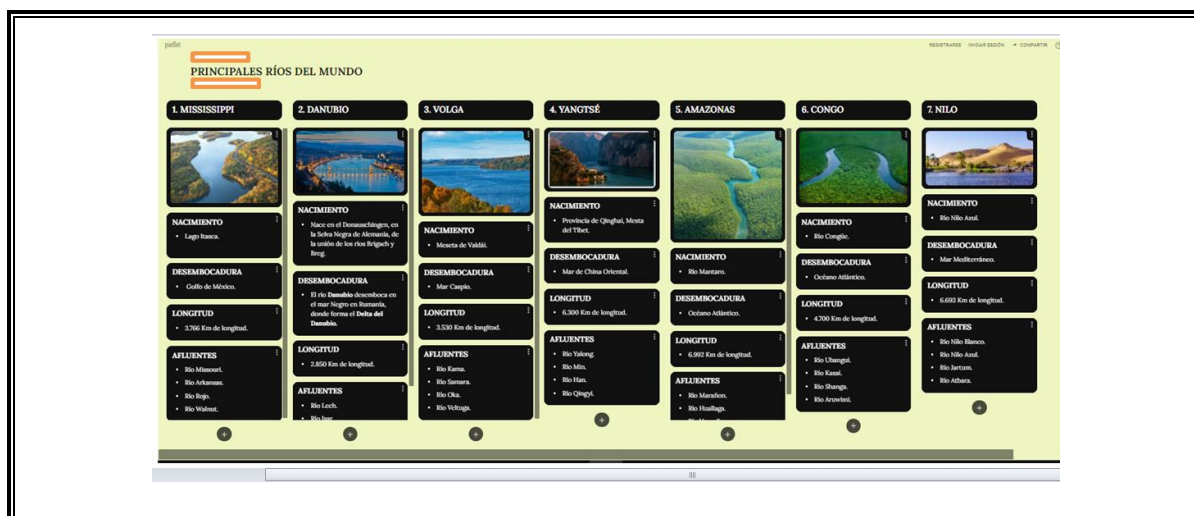 padlet
REGISTRARSE INICIAR SESIÓN COMPARTIR
PRINCIPALES RÍOS DEL MUNDO
1. MISSISSIPPI
NACIMIENTO
• Lago Itasca.
DESEMBOCADURA
• Golfo de México.
LONGITUD
• 3.766 Km de longitud.
AFLUENTES
• Río Missouri.
• Río Arkansas.
• Río Rojo.
• Río Walnut.
2. DANUBIO
NACIMIENTO
• Nace en el Donauschingen, en
la Selva Negra de Alemania, de
la unión de los ríos Brigach y
Breg.
DESEMBOCADURA
• El río Danubio desemboca en
el mar Negro en Rumanía,
donde forma el Delta del
Danubio.
LONGITUD
• 2.850 Km de longitud.
AFLUENTES
• Río Lech.
• Río Isar.
3. VOLGA
NACIMIENTO
• Meseta de Valdái.
DESEMBOCADURA
• Mar Caspio.
LONGITUD
• 3.530 Km de longitud.
AFLUENTES
• Río Kama.
• Río Samara.
• Río Oka.
• Río Veltuga.
4. YANGTSÉ
NACIMIENTO
• Provincia de Qinghai, Mesta
del Tíbet.
DESEMBOCADURA
• Mar de China Oriental.
LONGITUD
• 6.300 Km de longitud.
AFLUENTES
• Río Yalong.
• Río Min.
• Río Han.
• Río Qingyi.
5. AMAZONAS
NACIMIENTO
• Río Mantaro.
DESEMBOCADURA
• Océano Atlántico.
LONGITUD
• 6.992 Km de longitud.
AFLUENTES
• Río Marañon.
• Río Huallaga.
6. CONGO
NACIMIENTO
• Río Congüe.
DESEMBOCADURA
• Océano Atlántico.
LONGITUD
• 4.700 Km de longitud.
AFLUENTES
• Río Ubangui.
• Río Kasai.
• Río Shanga.
• Río Aruwimi.
7. NILO
NACIMIENTO
• Río Nilo Azul.
DESEMBOCADURA
• Mar Mediterráneo.
LONGITUD
• 6.693 Km de longitud.
AFLUENTES
• Río Nilo Blanco.
• Río Nilo Azul.
• Río Jartum.
• Río Atbara.